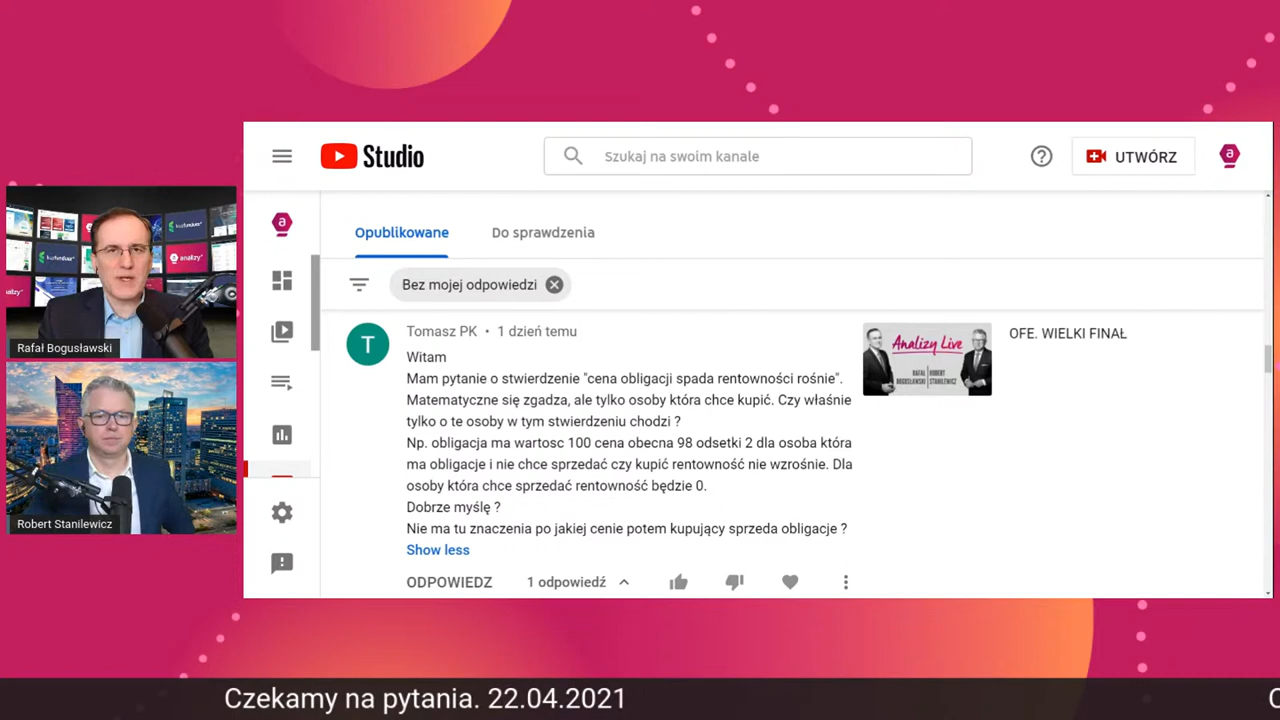 Studio
Szukaj na swoim kanale
UTWÓRZ
a
a
Opublikowane
Do sprawdzenia
Bez mojej odpowiedzi
T
Tomasz PK • 1 dzień temu
Witam
Mam pytanie o stwierdzenie "cena obligacji spada rentowności rośnie".
Matematyczne się zgadza, ale tylko osoby która chce kupić. Czy właśnie
tylko o te osoby w tym stwierdzeniu chodzi ?
Np. obligacja ma wartosc 100 cena obecna 98 odsetki 2 dla osoba która
ma obligacje i nie chce sprzedać czy kupić rentowność nie wzrośnie. Dla
osoby która chce sprzedać rentowność będzie 0.
Dobrze myślę ?
Nie ma tu znaczenia po jakiej cenie potem kupujący sprzeda obligacje ?
Show less
ODPOWIEDZ
1 odpowiedź
Analizy Live
RAFAŁ BOGUSŁAWSKI
ROBERT STANILEWICZ
OFE. WIELKI FINAŁ
analizy
Rafał Bogusławski
Robert Stanilewicz
Czekamy na pytania. 22.04.2021